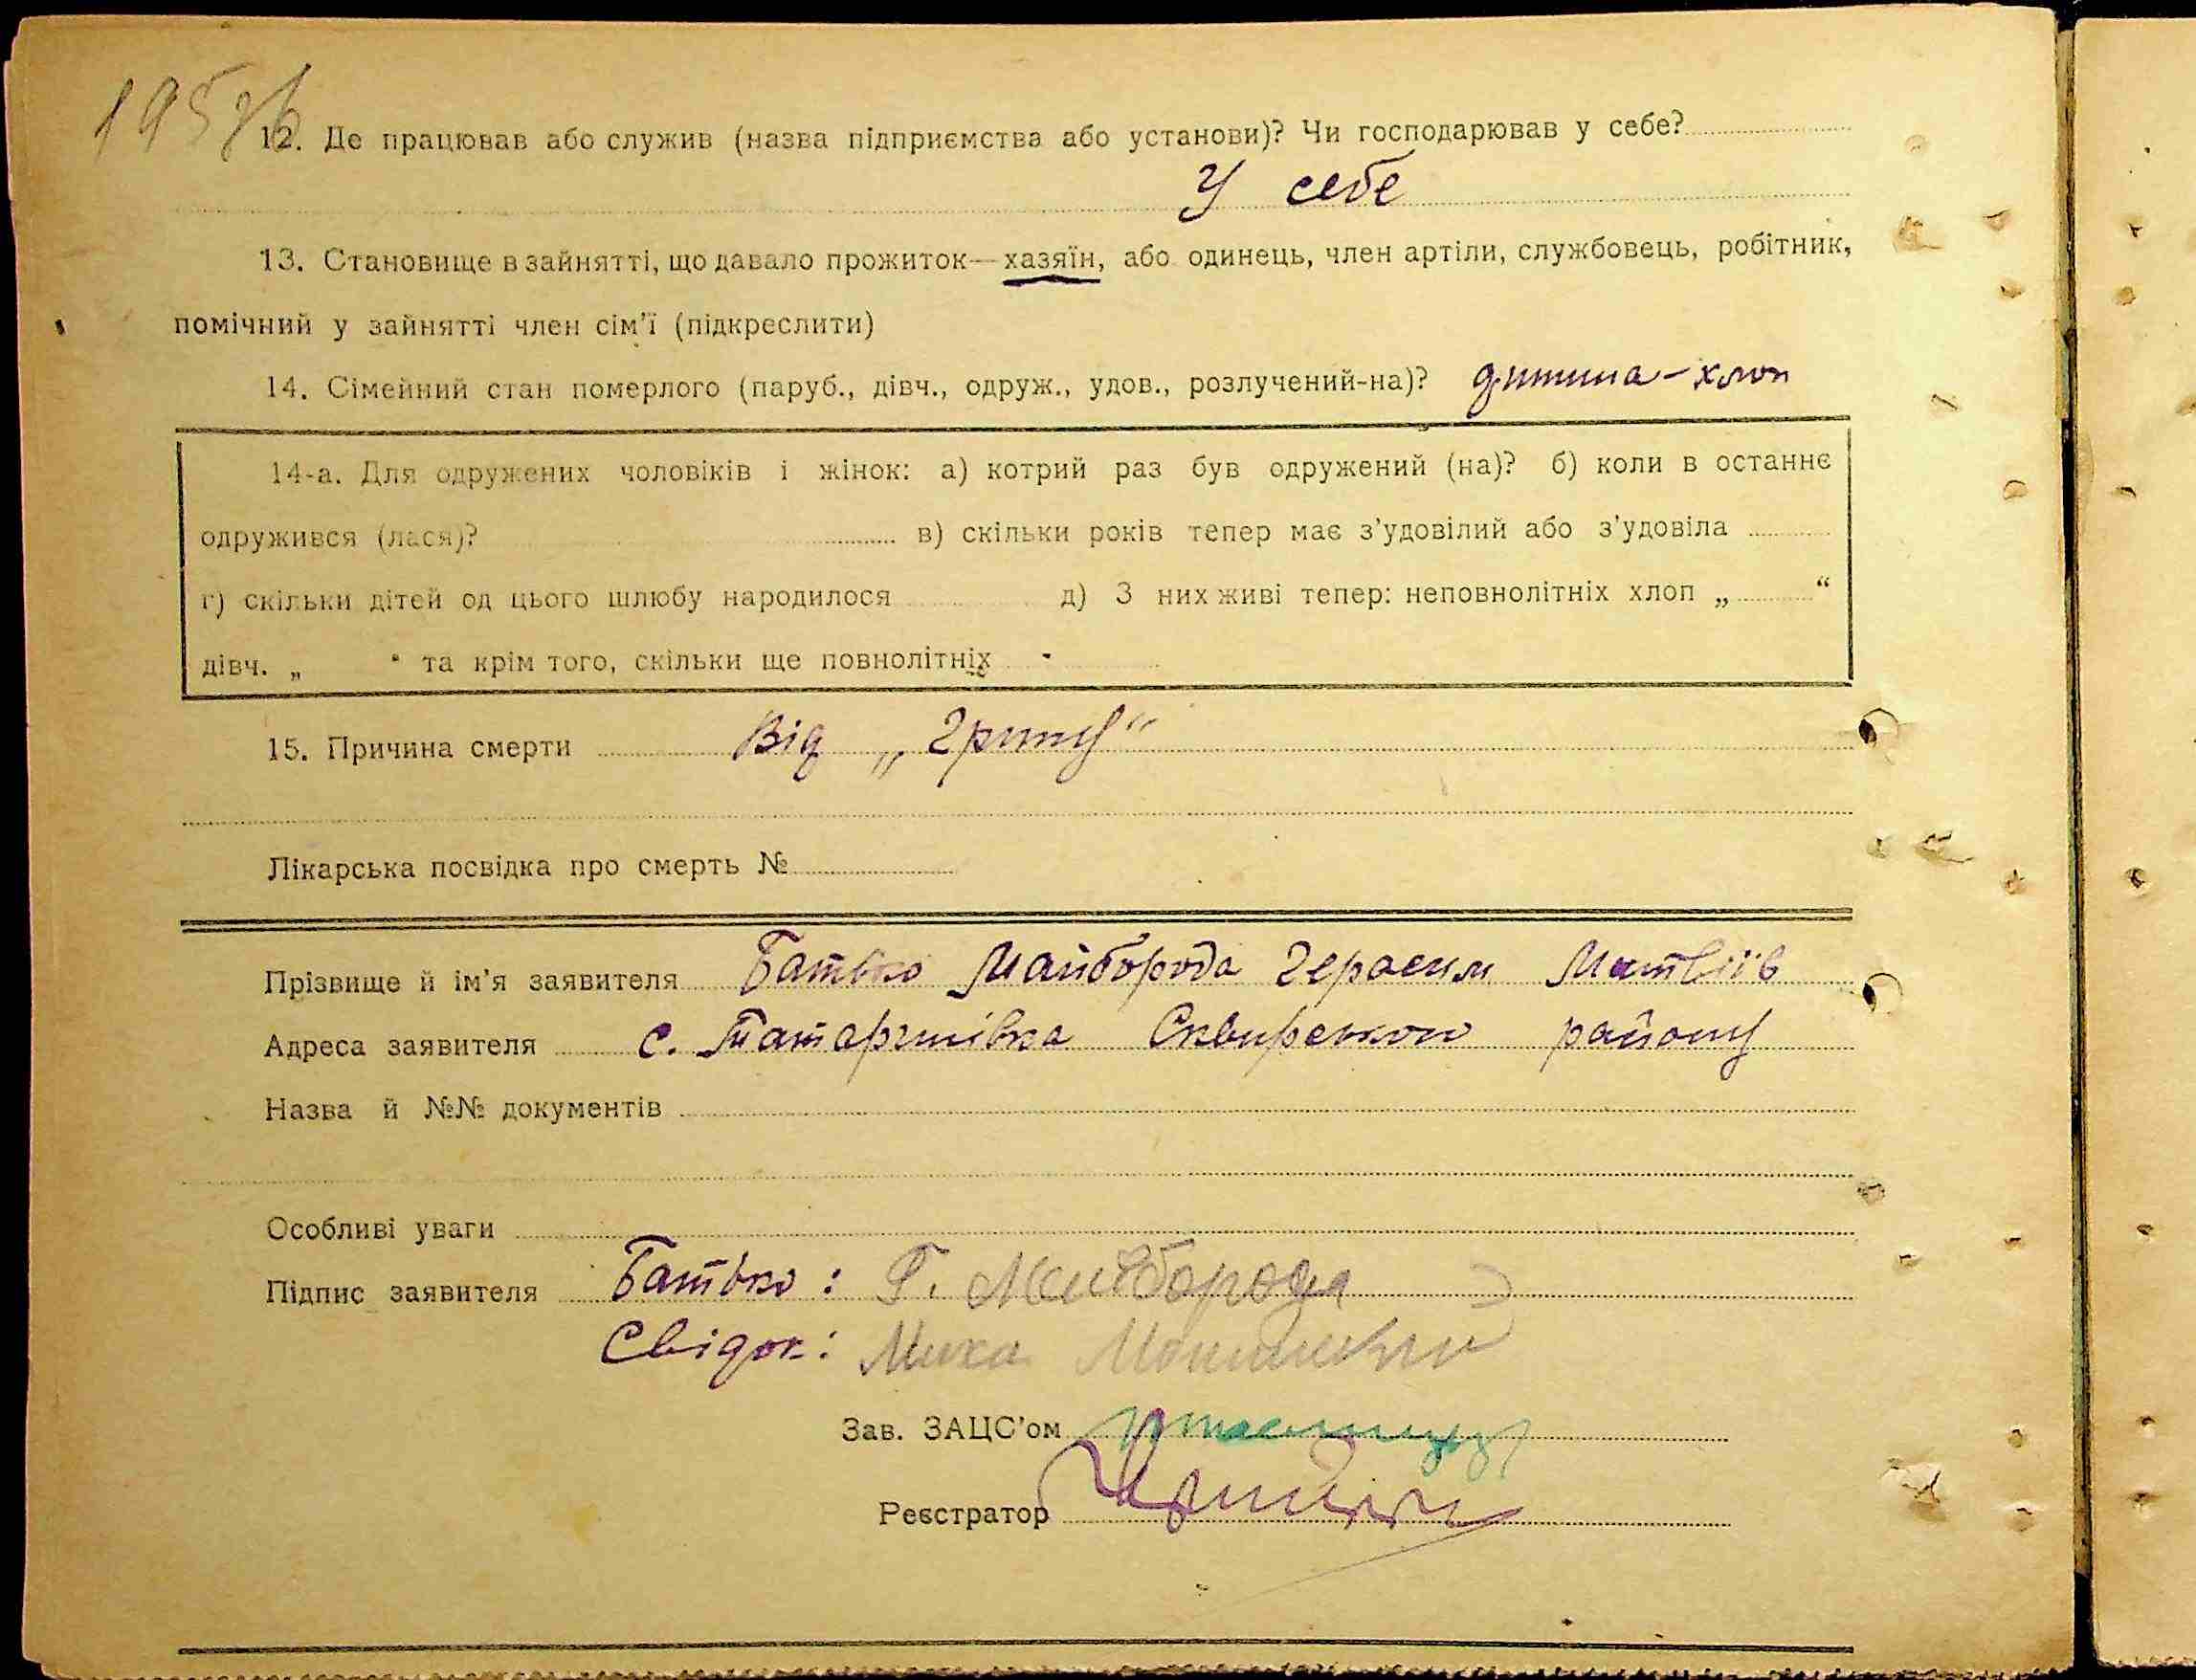 195зв
12. Де працював або служив (назва підприємства або установи)? Чи господарював у себе?
У себе
13. Становище в зайнятті, що давало прожиток—хазяїн, або одинець, член артіли, службовець, робітник,
помічний у зайнятті член сім'ї (підкреслити)
14. Сімейний стан померлого (паруб., дівч., одруж., удов., розлучений-на)? дитина-хлоп
14-а. Для одружених чоловіків і жінок: а) котрий раз був одружений (на)? б) коли в останнє
одружився (лася)? в) скільки років тепер має з'удовілий або з'удовіла
г) скільки дітей од цього шлюбу народилося д) З них живі тепер: неповнолітніх хлоп „ “
дівч. „ “ та крім того, скільки ще повнолітніх -
15. Причина смерти Від „грипу“
Лікарська посвідка про смерть №
Прізвище й ім'я заявителя Батько Майборода Герасим Матвіїв
Адреса заявителя с. Татаринівка Сквирського району
Назва й №№ документів
Особливі уваги
Підпис заявителя Батько: Г. Майборода
Свідок: Миха
Зав. ЗАЦС'ом
Реєстратор